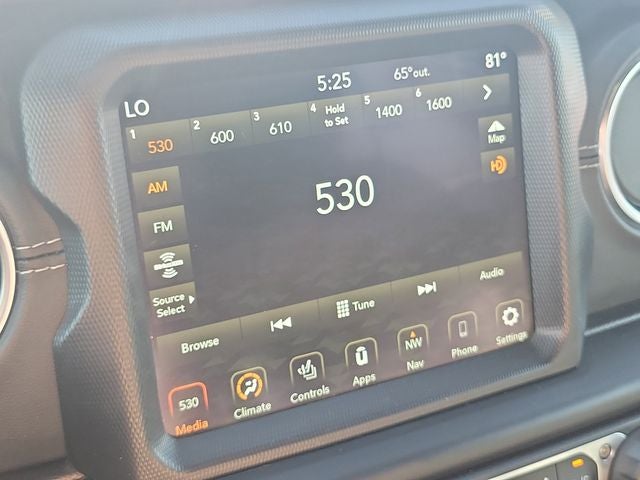 LO 5:25 65°out. 81°
1 530 2 600 3 610 4 Hold to Set 5 1400 6 1600
Map
AM
530
FM
Source
Select
Browse Tune Audio
530 NW
Media Climate Controls Apps Nav Phone Settings